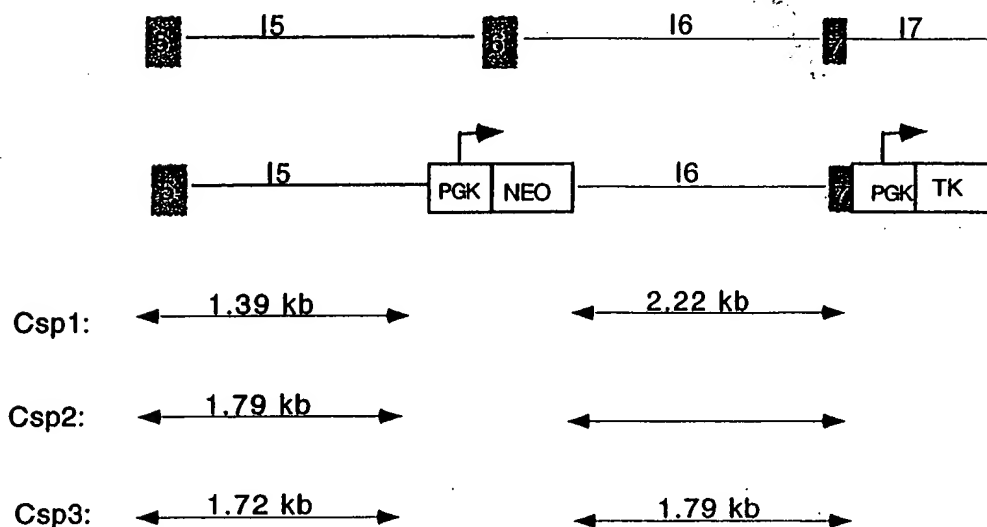 5 I5 6 I6 7 I7
5 I5 PGK NEO I6 7 PGK TK
Csp1: 1.39 kb 2,22 kb
Csp2: 1.79 kb
Csp3: 1.72 kb 1.79 kb